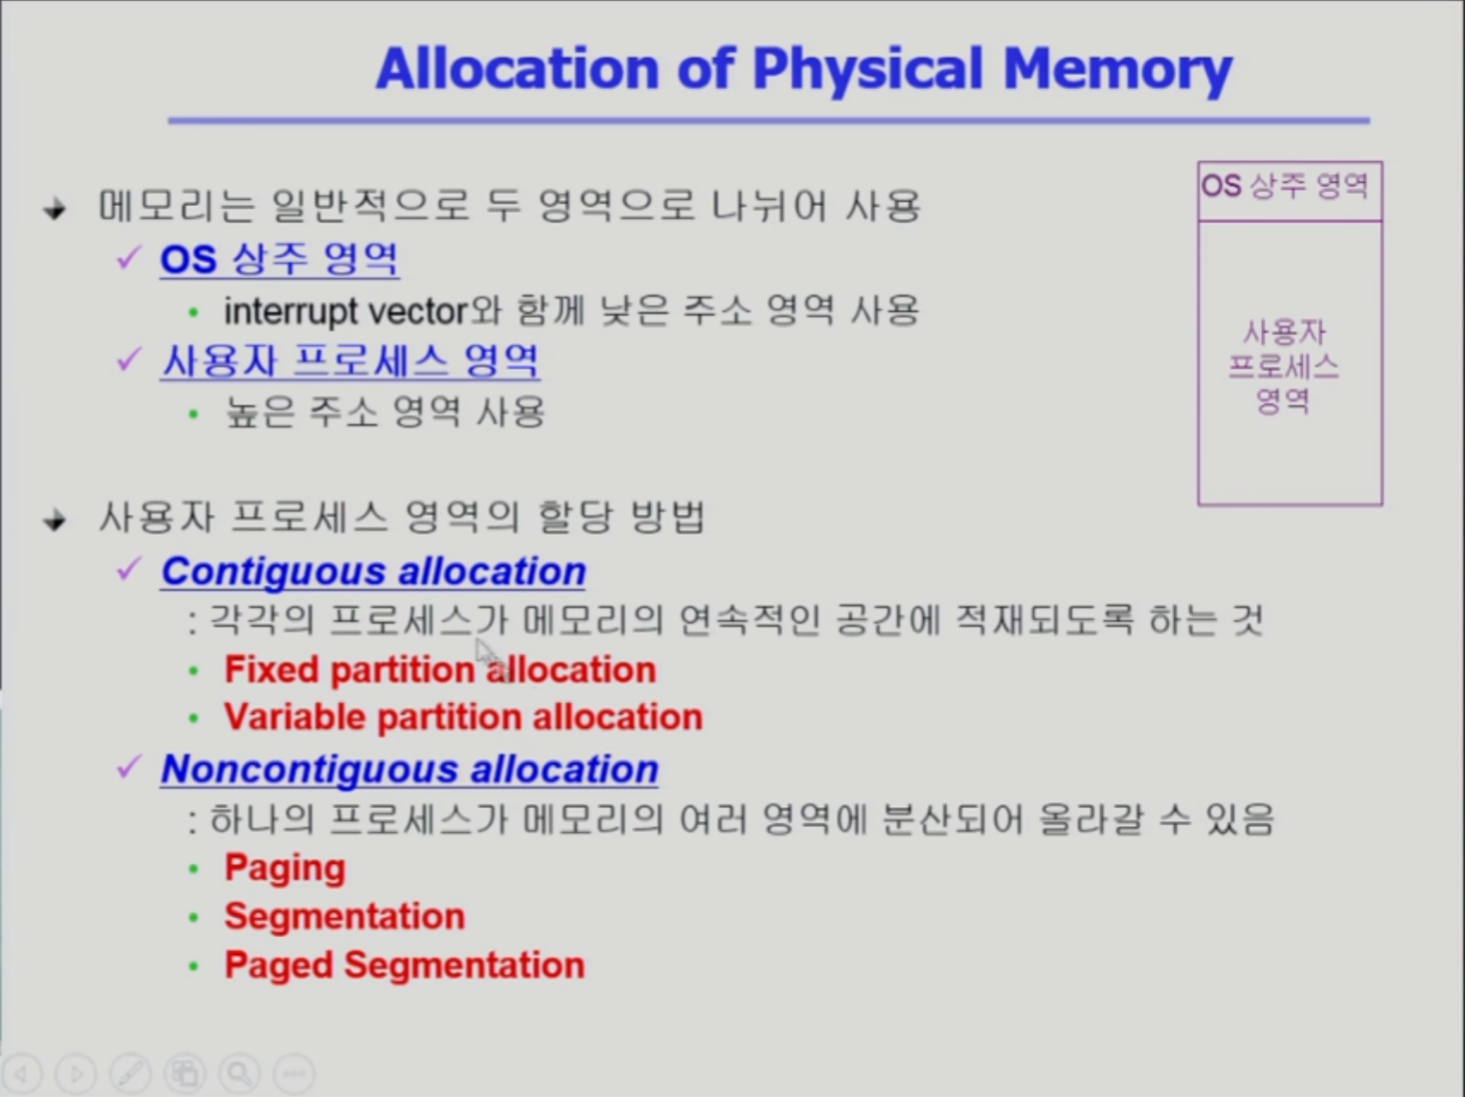 Allocation of Physical Memory
메모리는 일반적으로 두 영역으로 나뉘어 사용
OS 상주 영역
interrupt vector와 함께 낮은 주소 영역 사용
사용자 프로세스 영역
높은 주소 영역 사용
OS 상주 영역
사용자
프로세스
영역
사용자 프로세스 영역의 할당 방법
Contiguous allocation
: 각각의 프로세스가 메모리의 연속적인 공간에 적재되도록 하는 것
Fixed partition allocation
Variable partition allocation
Noncontiguous allocation
: 하나의 프로세스가 메모리의 여러 영역에 분산되어 올라갈 수 있음
Paging
Segmentation
Paged Segmentation